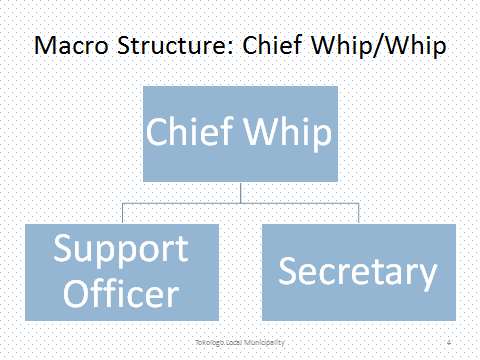 Macro Structure: Chief Whip/Whip
Chief Whip
Support
Officer
Secretary
Tokologo Local Municipality
4